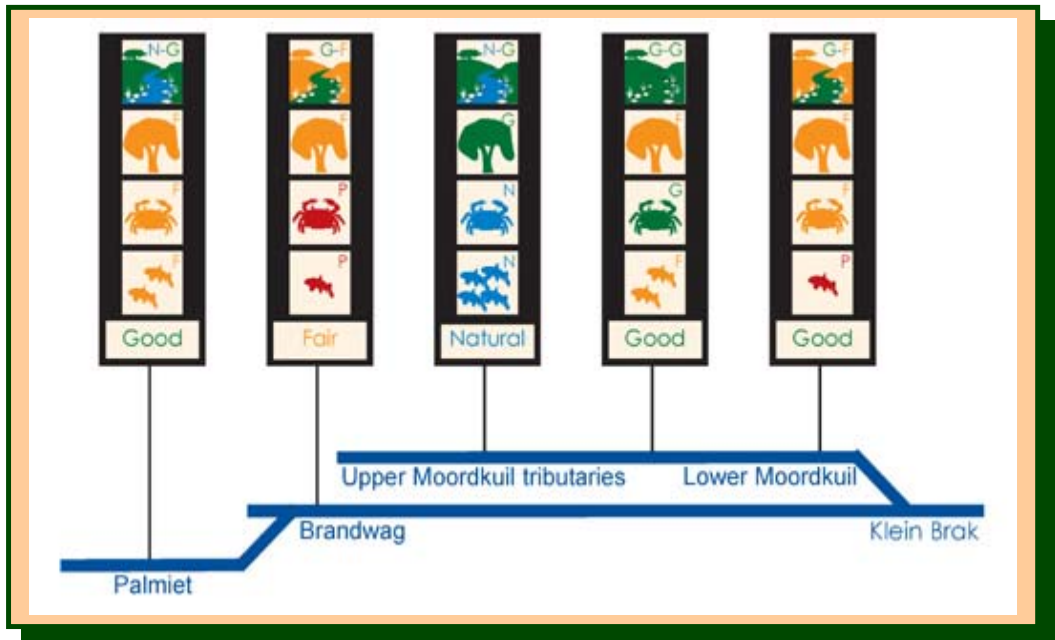 N-G
G-F
N-G
G-G
G-F
F
F
G
F
F
F
P
N
G
F
F
P
N
F
P
Good
Fair
Natural
Good
Good
Upper Moordkuil tributaries
Lower Moordkuil
Brandwag
Klein Brak
Palmiet